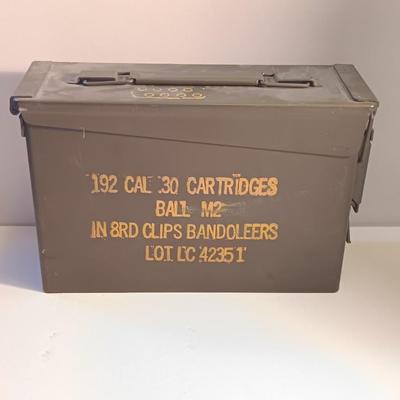 192 CAL .30 CARTRIDGES
BALL M2
IN 8RD CLIPS BANDOLEERS
LOT LC 42351